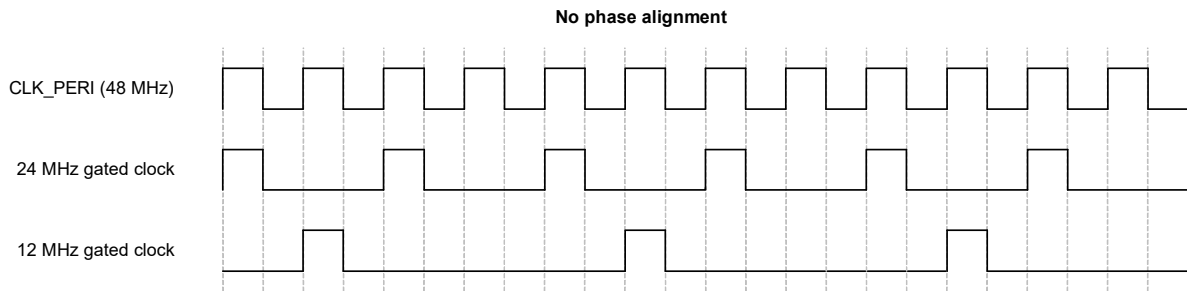 No phase alignment
CLK_PERI (48 MHz)
24 MHz gated clock
12 MHz gated clock